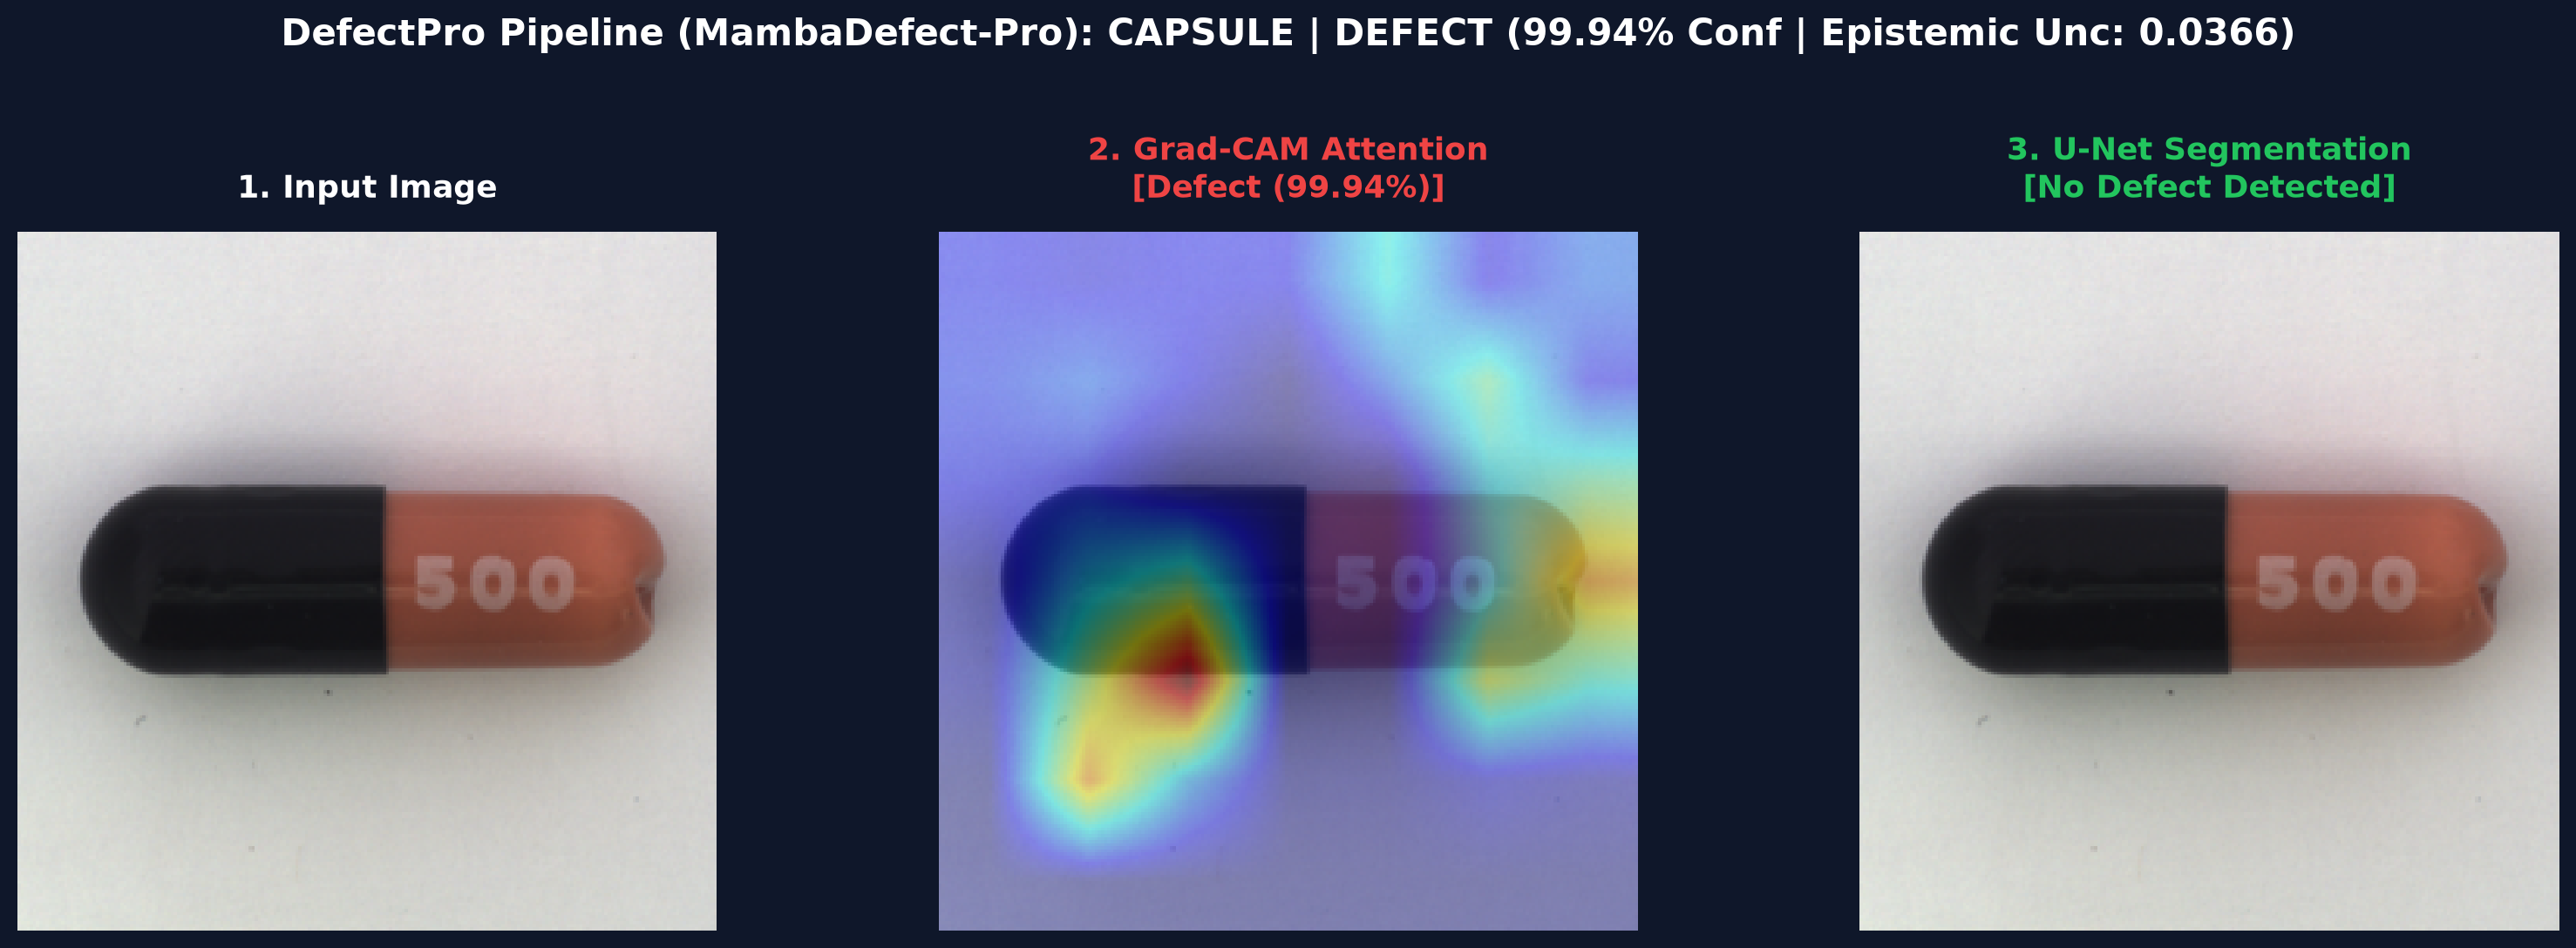 DefectPro Pipeline (MambaDefect-Pro): CAPSULE | DEFECT (99.94% Conf | Epistemic Unc: 0.0366)
1. Input Image
2. Grad-CAM Attention
[Defect (99.94%)]
3. U-Net Segmentation
[No Defect Detected]
500
500
500